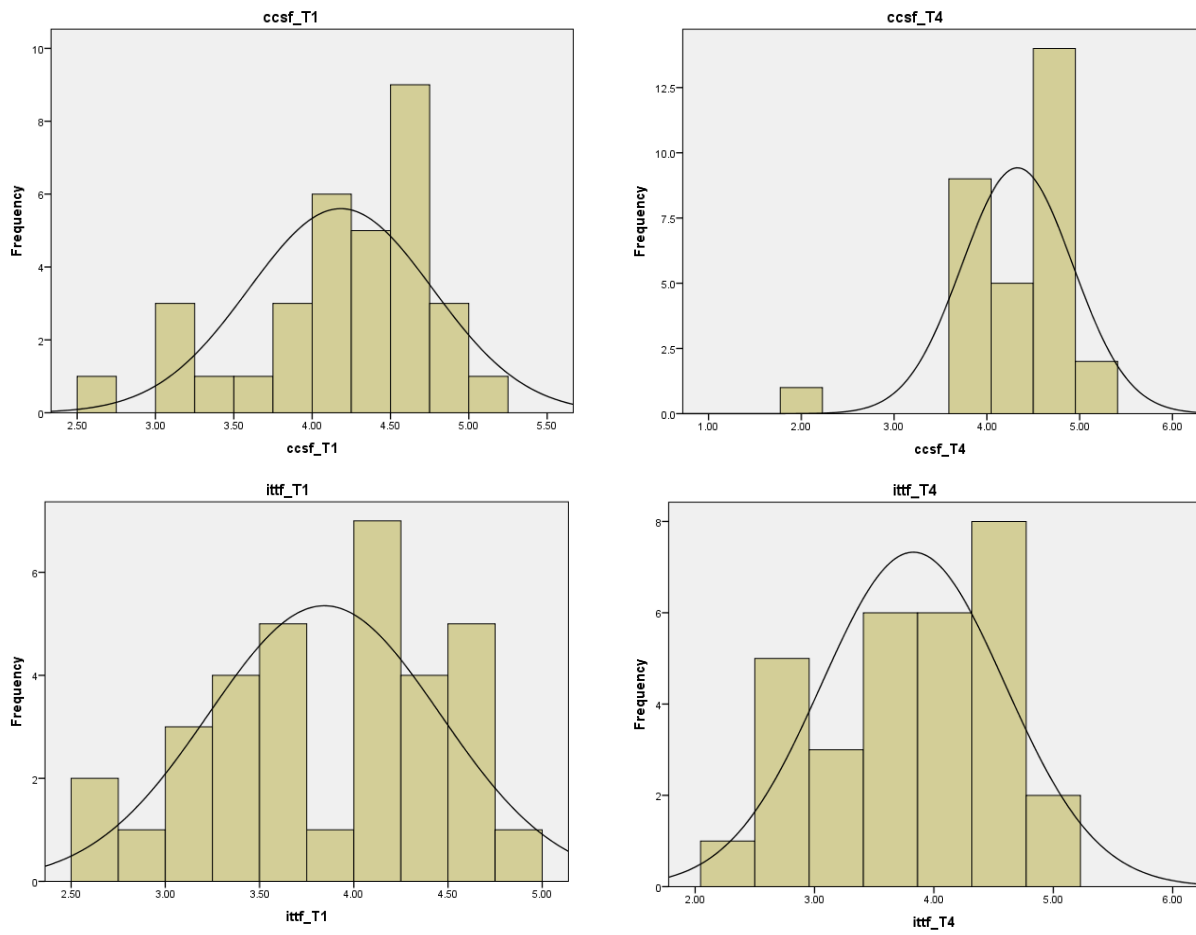 ccsf_T1
10
8
6
4
2
0
Frequency
2.50 3.00 3.50 4.00 4.50 5.00 5.50
ccsf_T1
ccsf_T4
12.5
10.0
7.5
5.0
2.5
0.0
Frequency
1.00 2.00 3.00 4.00 5.00 6.00
ccsf_T4
ittf_T1
6
4
2
0
Frequency
2.50 3.00 3.50 4.00 4.50 5.00
ittf_T1
ittf_T4
8
6
4
2
0
Frequency
2.00 3.00 4.00 5.00 6.00
ittf_T4